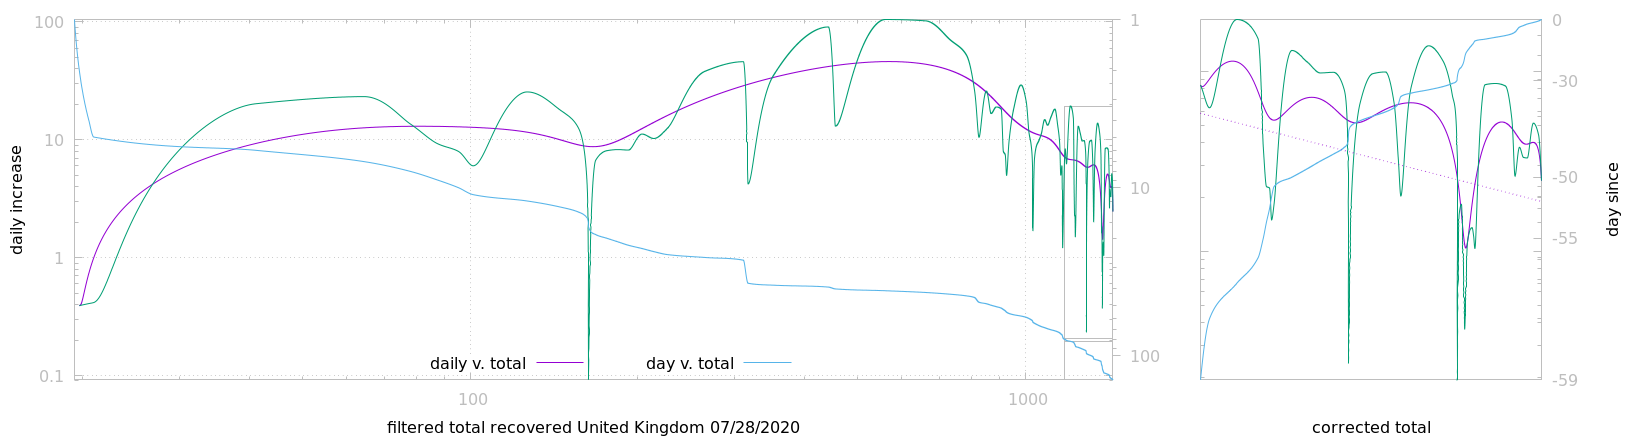 100
10
1
0.1
daily increase
daily v. total
day v. total
100
1000
filtered total recovered United Kingdom 07/28/2020
1
10
100
0
-30
-50
-55
-59
day since
corrected total